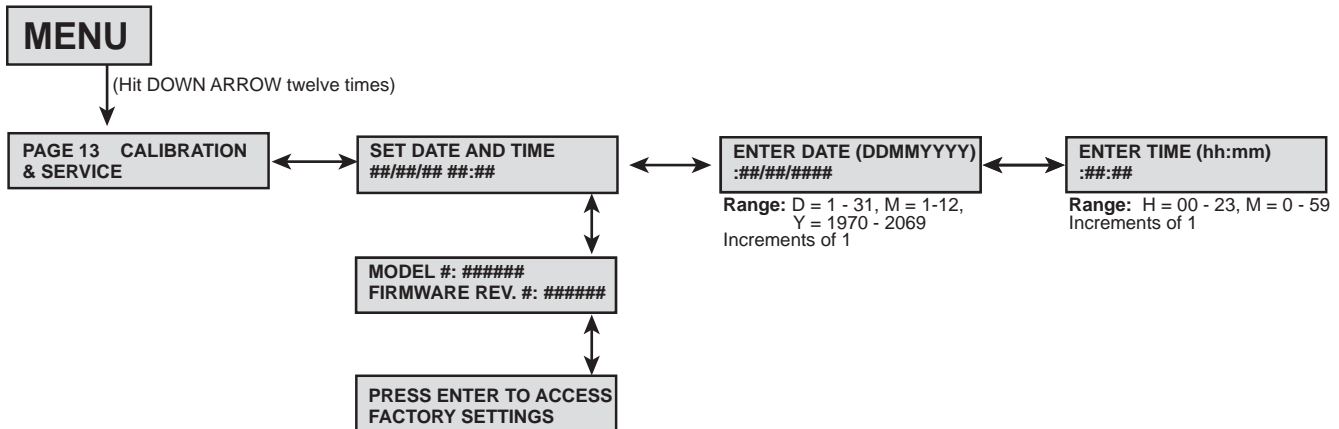 MENU
(Hit DOWN ARROW twelve times)
PAGE 13 CALIBRATION
& SERVICE
SET DATE AND TIME
##/##/## ##:##
ENTER DATE (DDMMYYYY)
:##/##/####
Range: D = 1 - 31, M = 1-12,
Y = 1970 - 2069
Increments of 1
ENTER TIME (hh:mm)
:##:##
Range: H = 00 - 23, M = 0 - 59
Increments of 1
MODEL #: ######
FIRMWARE REV. #: ######
PRESS ENTER TO ACCESS
FACTORY SETTINGS